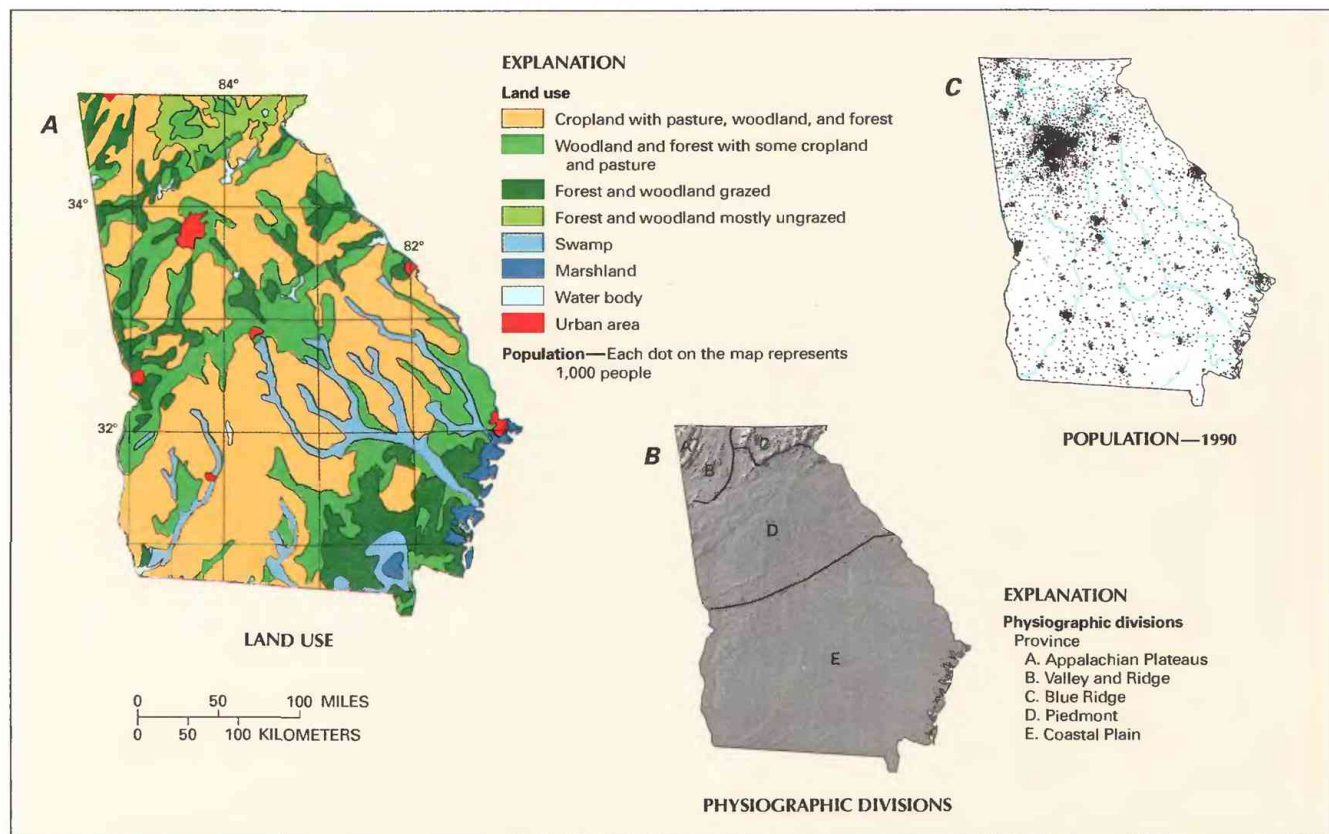 A
84°
34°
82°
32°
LAND USE
0 50 100 MILES
0 50 100 KILOMETERS
EXPLANATION
Land use
Cropland with pasture, woodland, and forest
Woodland and forest with some cropland
and pasture
Forest and woodland grazed
Forest and woodland mostly ungrazed
Swamp
Marshland
Water body
Urban area
Population—Each dot on the map represents
1,000 people
B
A
B
C
D
E
PHYSIOGRAPHIC DIVISIONS
C
POPULATION—1990
EXPLANATION
Physiographic divisions
Province
A. Appalachian Plateaus
B. Valley and Ridge
C. Blue Ridge
D. Piedmont
E. Coastal Plain